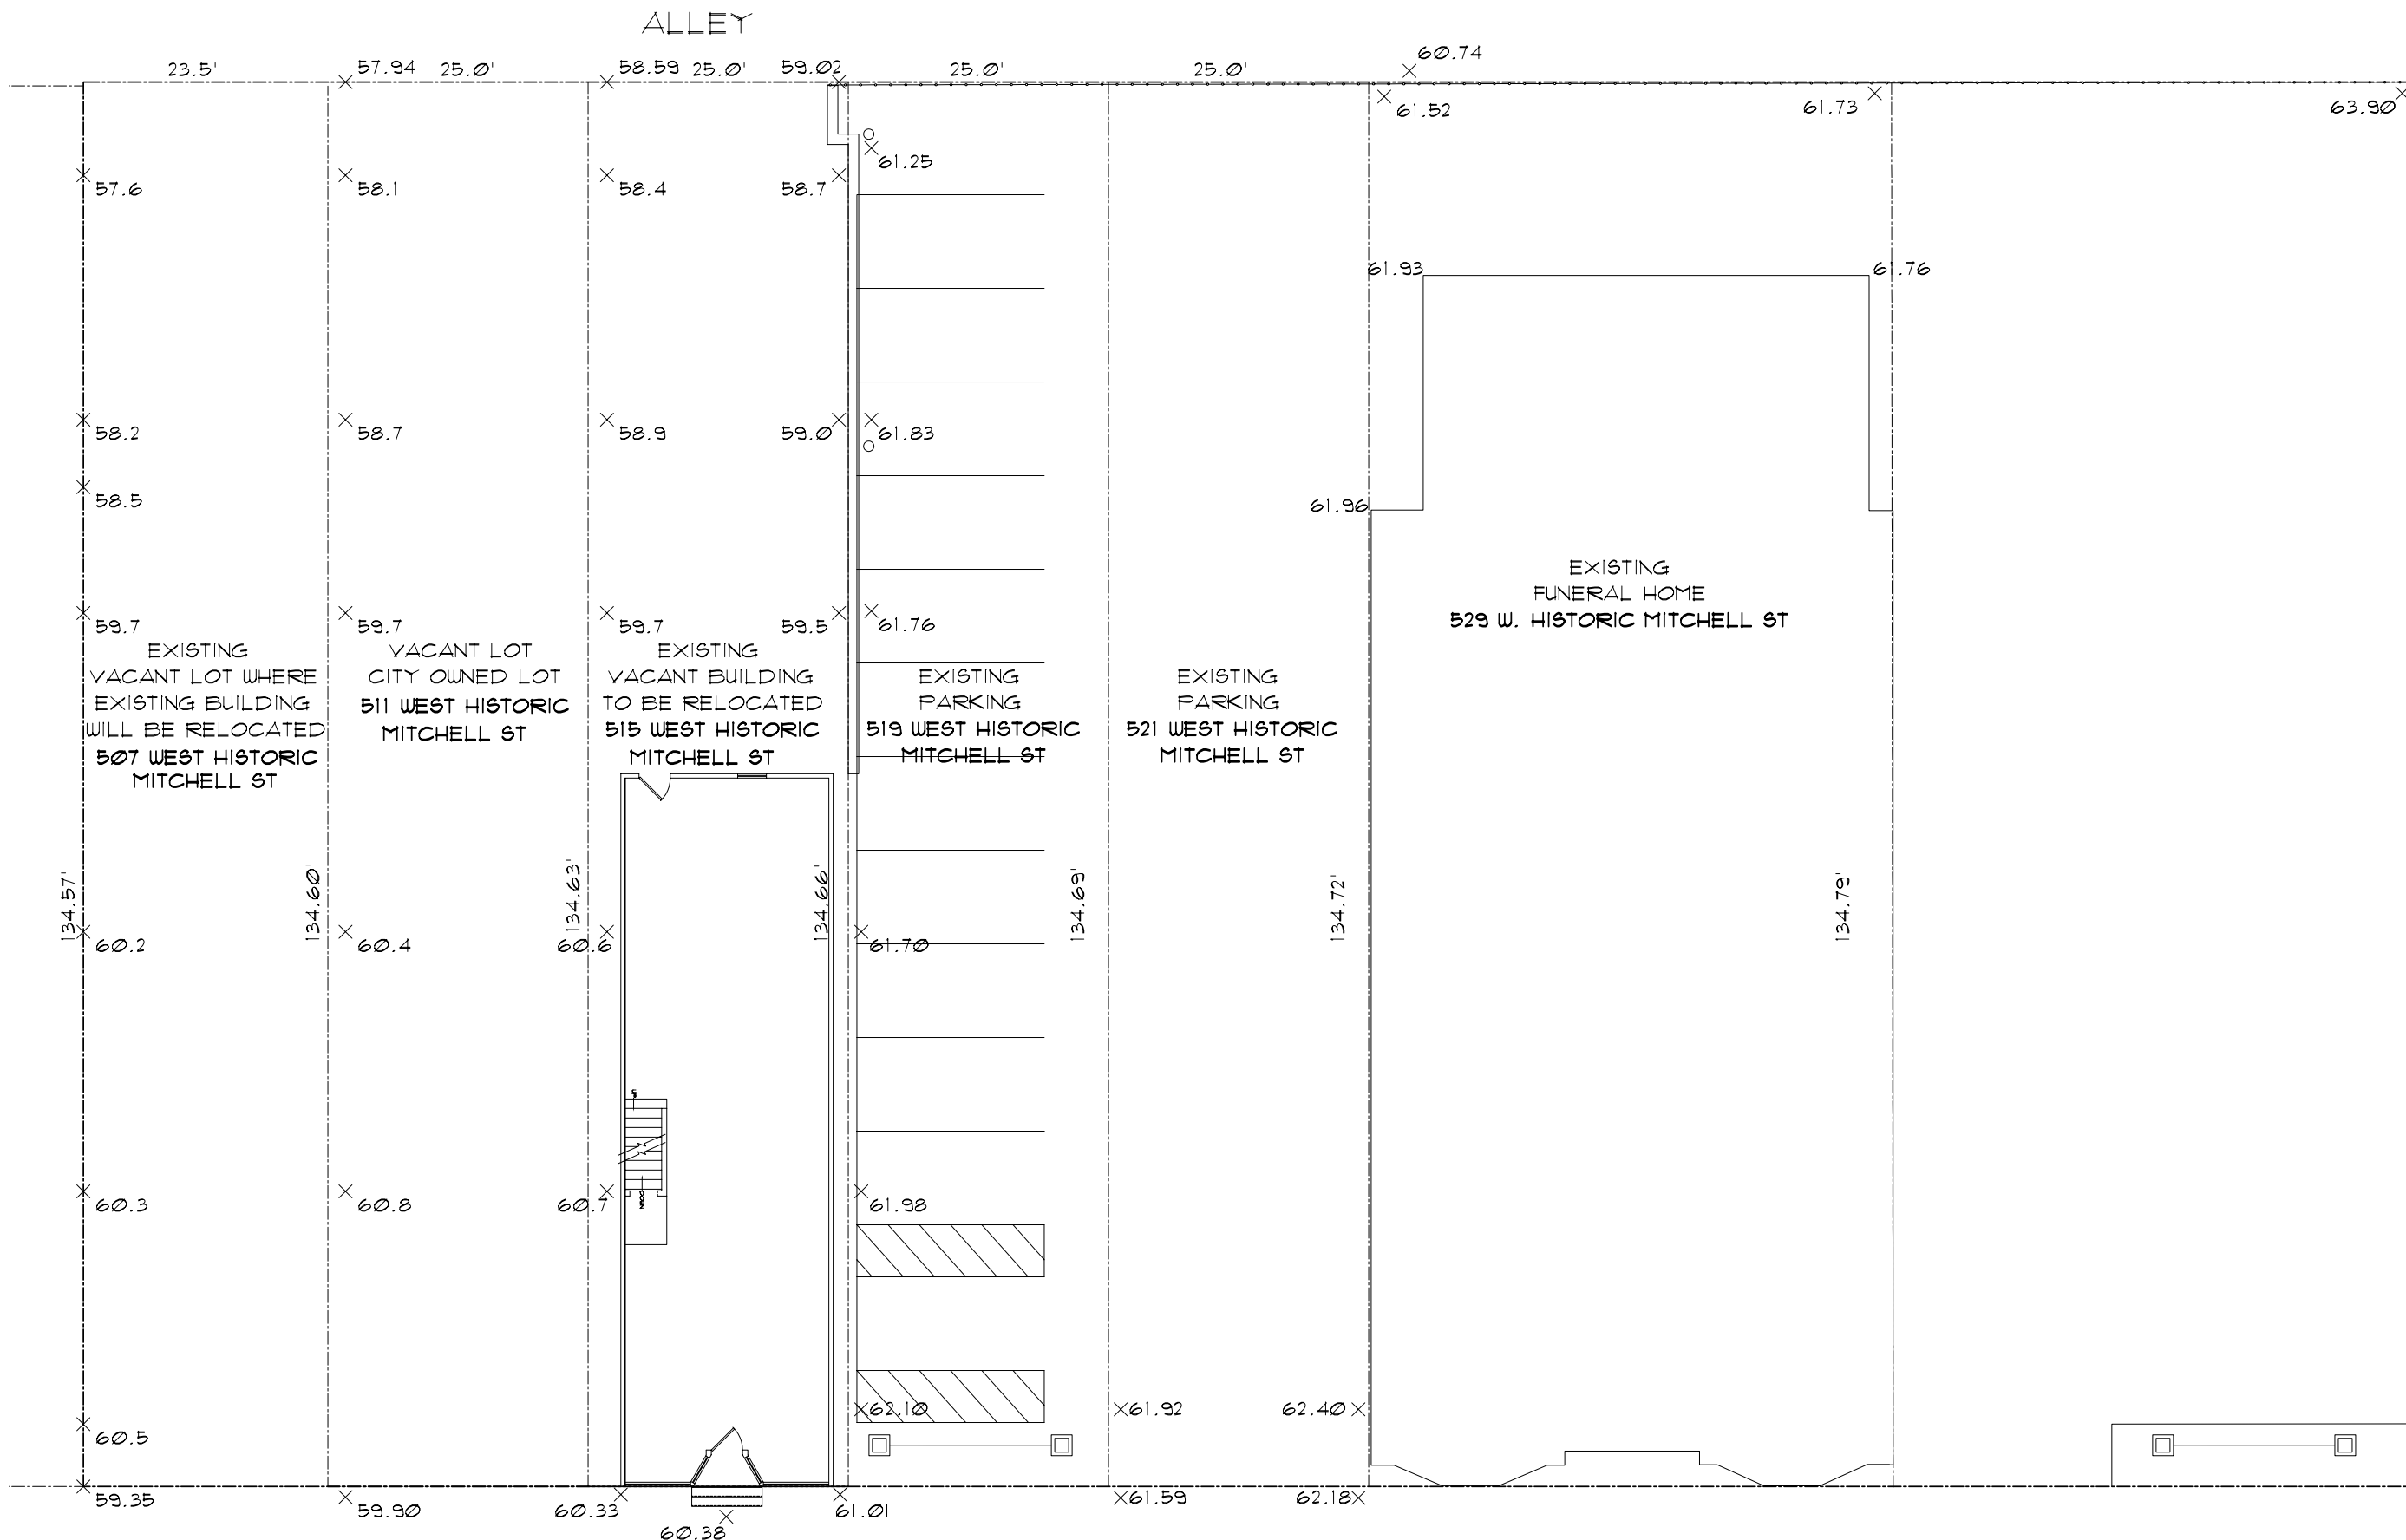 ALLEY
23.5'
57.94
25.0'
58.59
25.0'
59.02
25.0'
25.0'
60.74
61.52
61.73
63.90
61.25
57.6
58.1
58.4
58.7
61.93
61.76
58.2
58.7
58.9
59.0
61.83
58.5
61.96
59.7
59.7
59.7
59.5
61.76
EXISTING
VACANT LOT WHERE
EXISTING BUILDING
WILL BE RELOCATED
507 WEST HISTORIC
MITCHELL ST
VACANT LOT
CITY OWNED LOT
511 WEST HISTORIC
MITCHELL ST
EXISTING
VACANT BUILDING
TO BE RELOCATED
515 WEST HISTORIC
MITCHELL ST
EXISTING
PARKING
519 WEST HISTORIC
MITCHELL ST
EXISTING
PARKING
521 WEST HISTORIC
MITCHELL ST
EXISTING
FUNERAL HOME
529 W. HISTORIC MITCHELL ST
134.57'
134.60'
134.63'
134.66'
134.69'
134.72'
134.79'
60.2
60.4
60.6
61.70
UP
DOWN
60.3
60.8
60.7
61.98
62.10
61.92
62.40
60.5
59.35
59.90
60.33
60.38
61.01
61.59
62.18